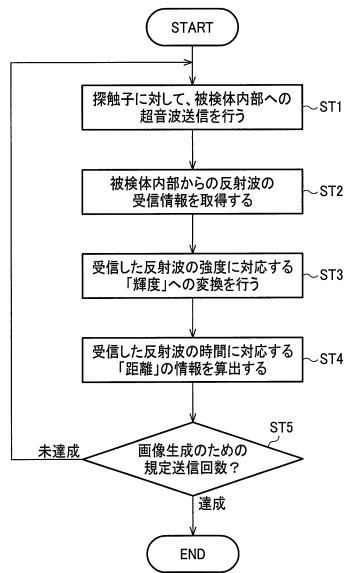 START
探触子に対して、被検体内部への
超音波送信を行う
ST1
被検体内部からの反射波の
受信情報を取得する
ST2
受信した反射波の強度に対応する
「輝度」への変換を行う
ST3
受信した反射波の時間に対応する
「距離」の情報を算出する
ST4
ST5
画像生成のための
規定送信回数？
未達成
達成
END